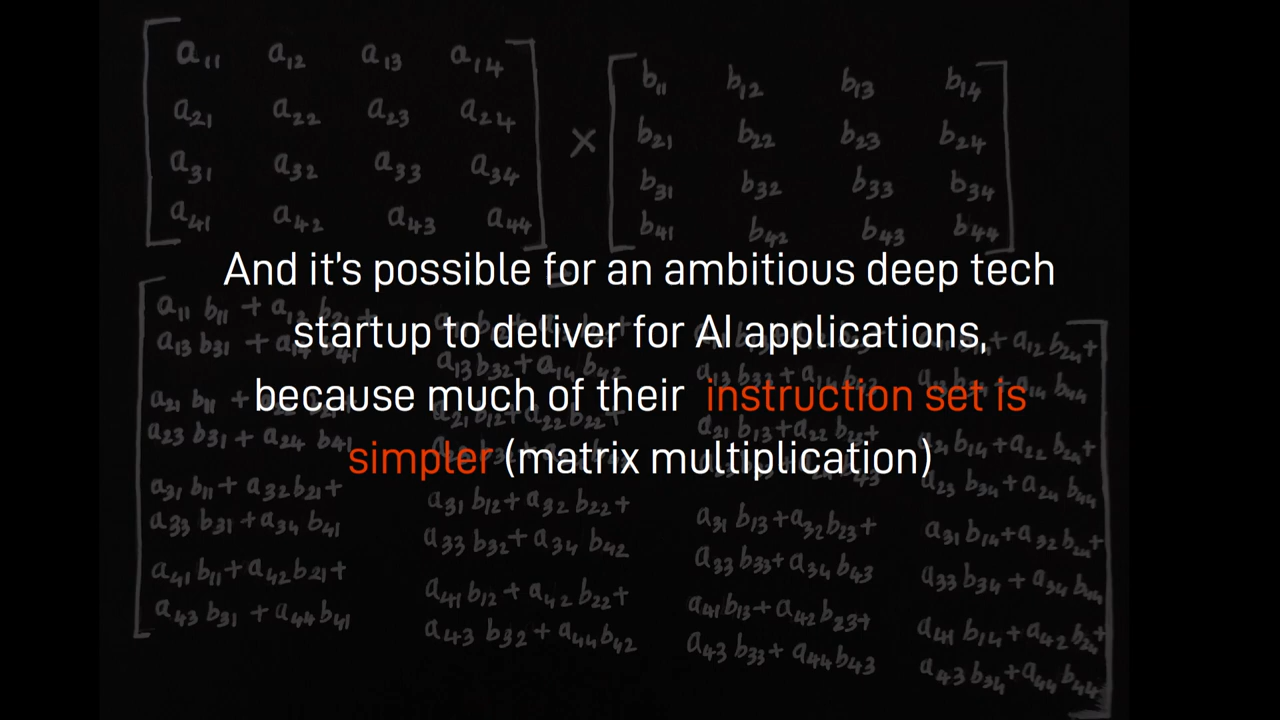 a11 a12 a13 a14
a21 a22 a23 a24
a31 a32 a33 a34
a41 a42 a43 a44
×
b11 b12 b13 b14
b21 b22 b23 b24
b31 b32 b33 b34
b41 b42 b43 b44
=
And it's possible for an ambitious deep tech
startup to deliver for AI applications,
because much of their instruction set is
simpler (matrix multiplication)
a31 b11 + a32 b21 +
a33 b31 + a34 b41
a41 b11 + a42 b21 +
a43 b31 + a44 b41
a31 b12 + a32 b22 +
a33 b32 + a34 b42
a41 b12 + a42 b22 +
a43 b32 + a44 b42
a31 b13 + a32 b23 +
a33 b33 + a34 b43
a41 b13 + a42 b23 +
a43 b33 + a44 b43
a31 b14 + a32 b24 +
a33 b34 + a34 b44
a41 b14 + a42 b24 +
a43 b34 + a44 b44